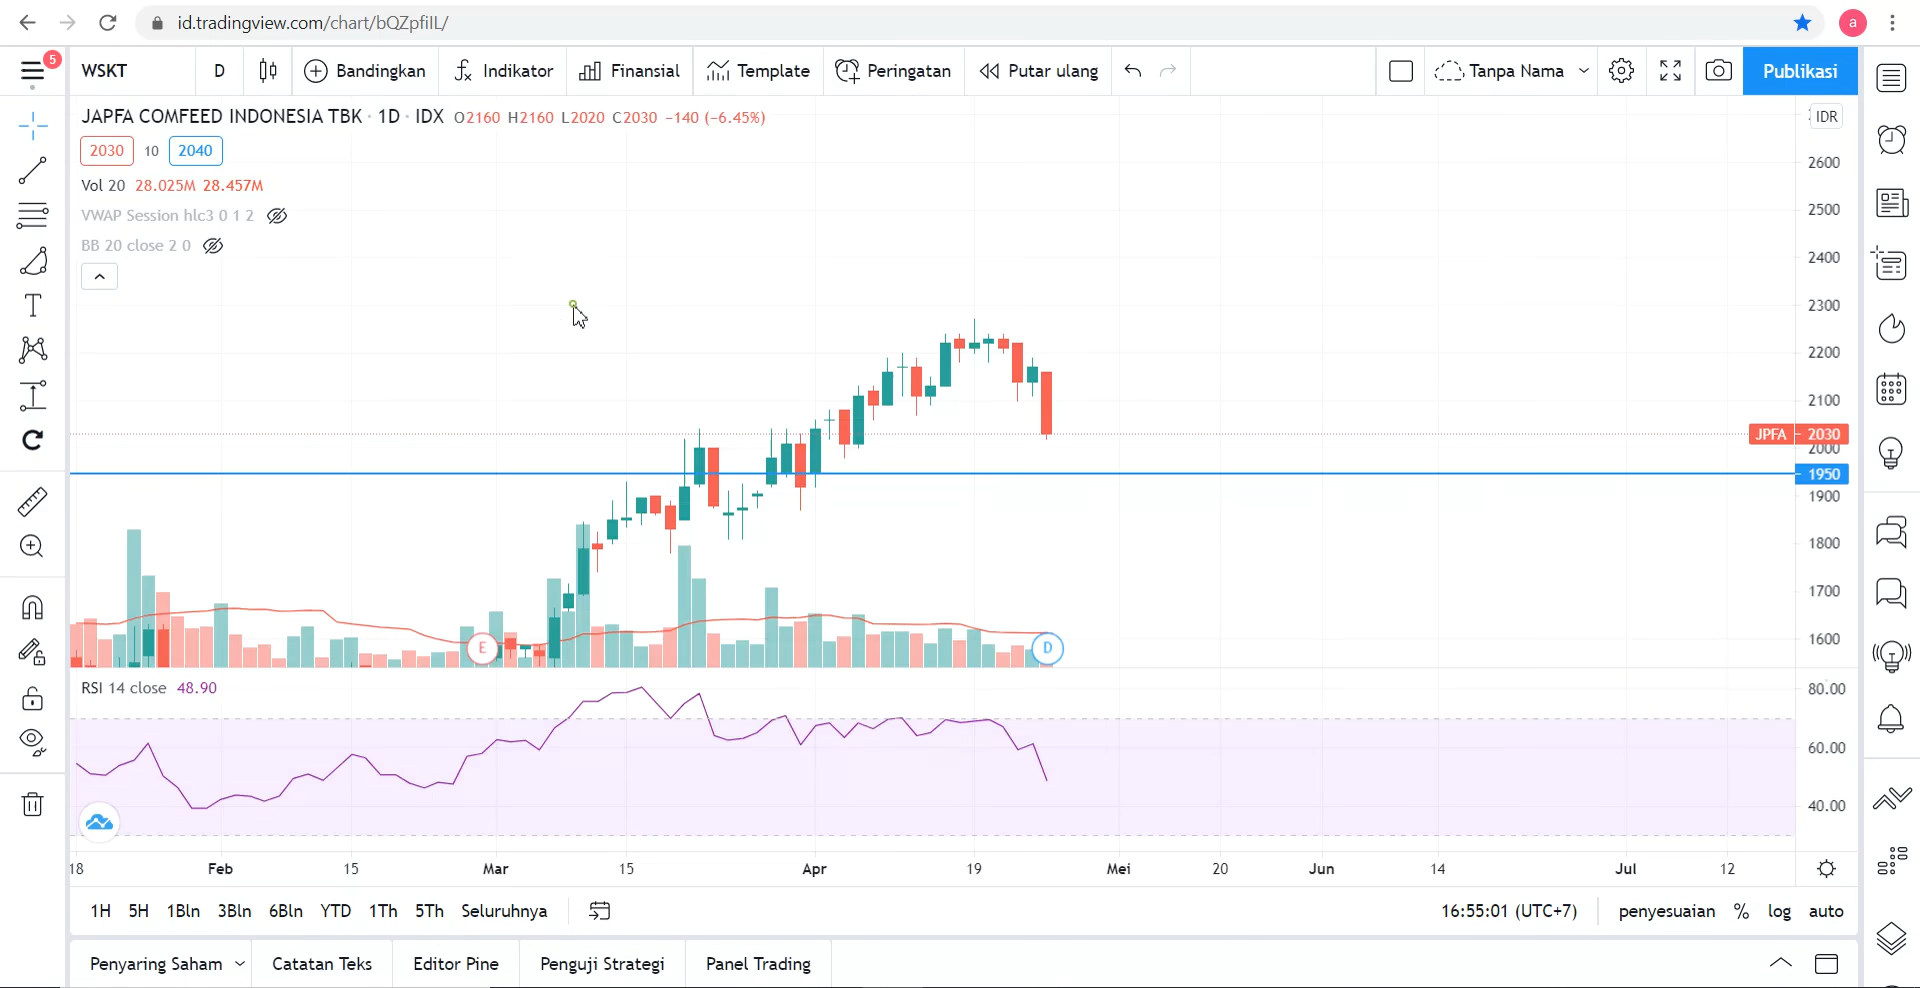 id.tradingview.com/chart/bQZpfiIL/
a
5
WSKT D Bandingkan Indikator Finansial Template Peringatan Putar ulang Tanpa Nama Publikasi
JAPFA COMFEED INDONESIA TBK · 1D · IDX O2160 H2160 L2020 C2030 −140 (−6.45%)
IDR
2030 10 2040
Vol 20 28.025M 28.457M
VWAP Session hlc3 0 1 2
BB 20 close 2 0
2600
2500
2400
2300
2200
2100
JPFA 2030
2000
1950
1900
1800
1700
1600
E
D
RSI 14 close 48.90
80.00
60.00
40.00
18 Feb 15 Mar 15 Apr 19 Mei 20 Jun 14 Jul 12
1H 5H 1Bln 3Bln 6Bln YTD 1Th 5Th Seluruhnya 16:55:01 (UTC+7) penyesuaian % log auto
Penyaring Saham Catatan Teks Editor Pine Penguji Strategi Panel Trading